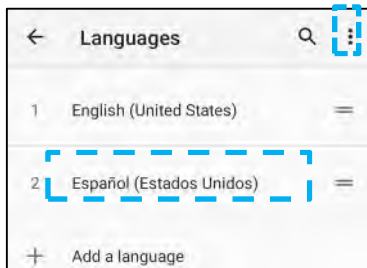 Languages
1 English (United States)
2 Español (Estados Unidos)
Add a language